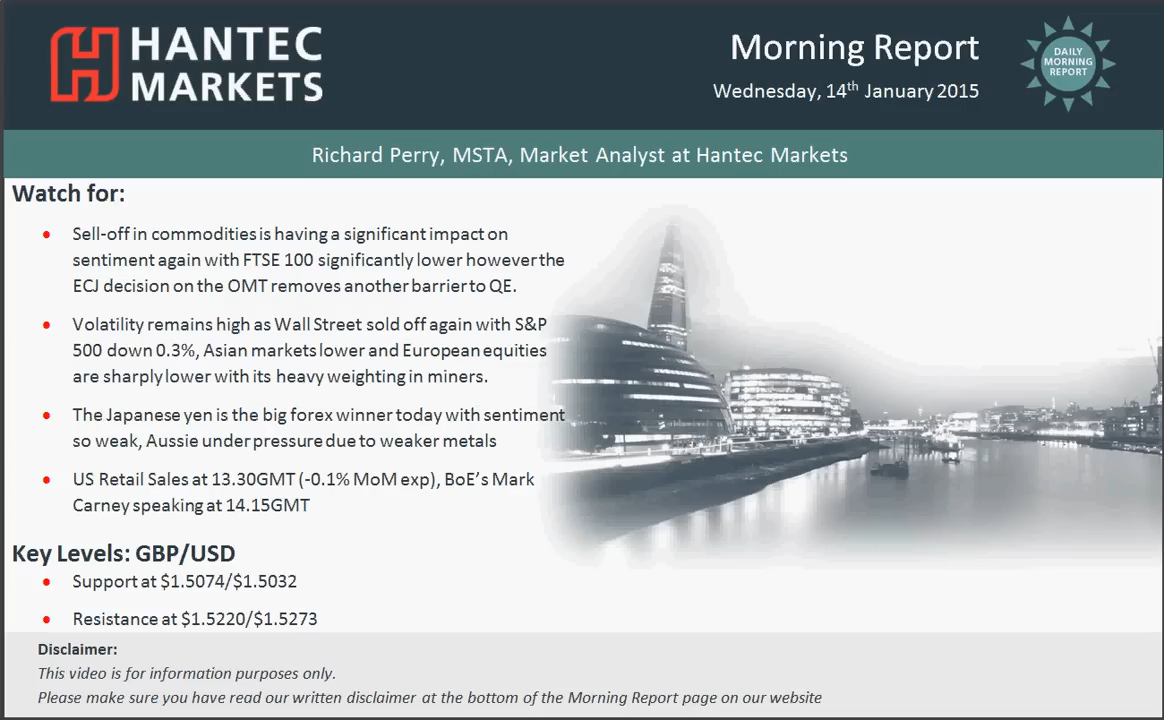 HANTEC
MARKETS
Morning Report
Wednesday, 14th January 2015
DAILY
MORNING
REPORT
Richard Perry, MSTA, Market Analyst at Hantec Markets
Watch for:
Sell-off in commodities is having a significant impact on
sentiment again with FTSE 100 significantly lower however the
ECJ decision on the OMT removes another barrier to QE.
Volatility remains high as Wall Street sold off again with S&P
500 down 0.3%, Asian markets lower and European equities
are sharply lower with its heavy weighting in miners.
The Japanese yen is the big forex winner today with sentiment
so weak, Aussie under pressure due to weaker metals
US Retail Sales at 13.30GMT (-0.1% MoM exp), BoE's Mark
Carney speaking at 14.15GMT
Key Levels: GBP/USD
Support at $1.5074/$1.5032
Resistance at $1.5220/$1.5273
Disclaimer:
This video is for information purposes only.
Please make sure you have read our written disclaimer at the bottom of the Morning Report page on our website